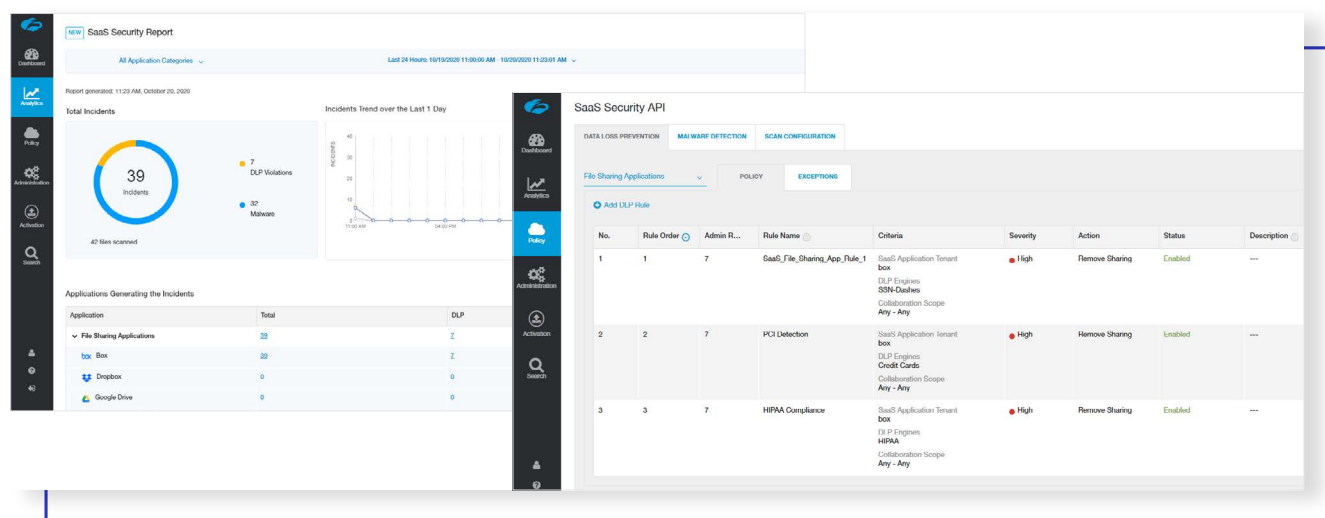 NEW SaaS Security Report
Dashboard
Analytics
Policy
Administration
Activation
Search
All Application Categories
Last 24 Hours: 10/19/2020 11:00:00 AM - 10/20/2020 11:23:01 AM
Report generated: 11:23 AM, October 20, 2020
Total Incidents
39
Incidents
42 files scanned
7
DLP Violations
32
Malware
Incidents Trend over the Last 1 Day
INCIDENTS
40
30
20
10
0
11:00 AM
04:00 PM
Applications Generating the Incidents
Application Total DLP
File Sharing Applications 39 7
box Box 39 7
Dropbox 0 0
Google Drive 0 0
SaaS Security API
Dashboard
Analytics
Policy
Administration
Activation
Search
DATA LOSS PREVENTION MALWARE DETECTION SCAN CONFIGURATION
File Sharing Applications POLICY EXCEPTIONS
Add DLP Rule
No. Rule Order Admin R... Rule Name Criteria Severity Action Status Description
1 1 7 SaaS_File_Sharing_App_Rule_1 SaaS Application Tenant High Remove Sharing Enabled ---
box
DLP Engines
SSN-Dashes
Collaboration Scope
Any - Any
2 2 7 PCI Detection SaaS Application Tenant High Remove Sharing Enabled ---
box
DLP Engines
Credit Cards
Collaboration Scope
Any - Any
3 3 7 HIPAA Compliance SaaS Application Tenant High Remove Sharing Enabled ---
box
DLP Engines
HIPAA
Collaboration Scope
Any - Any